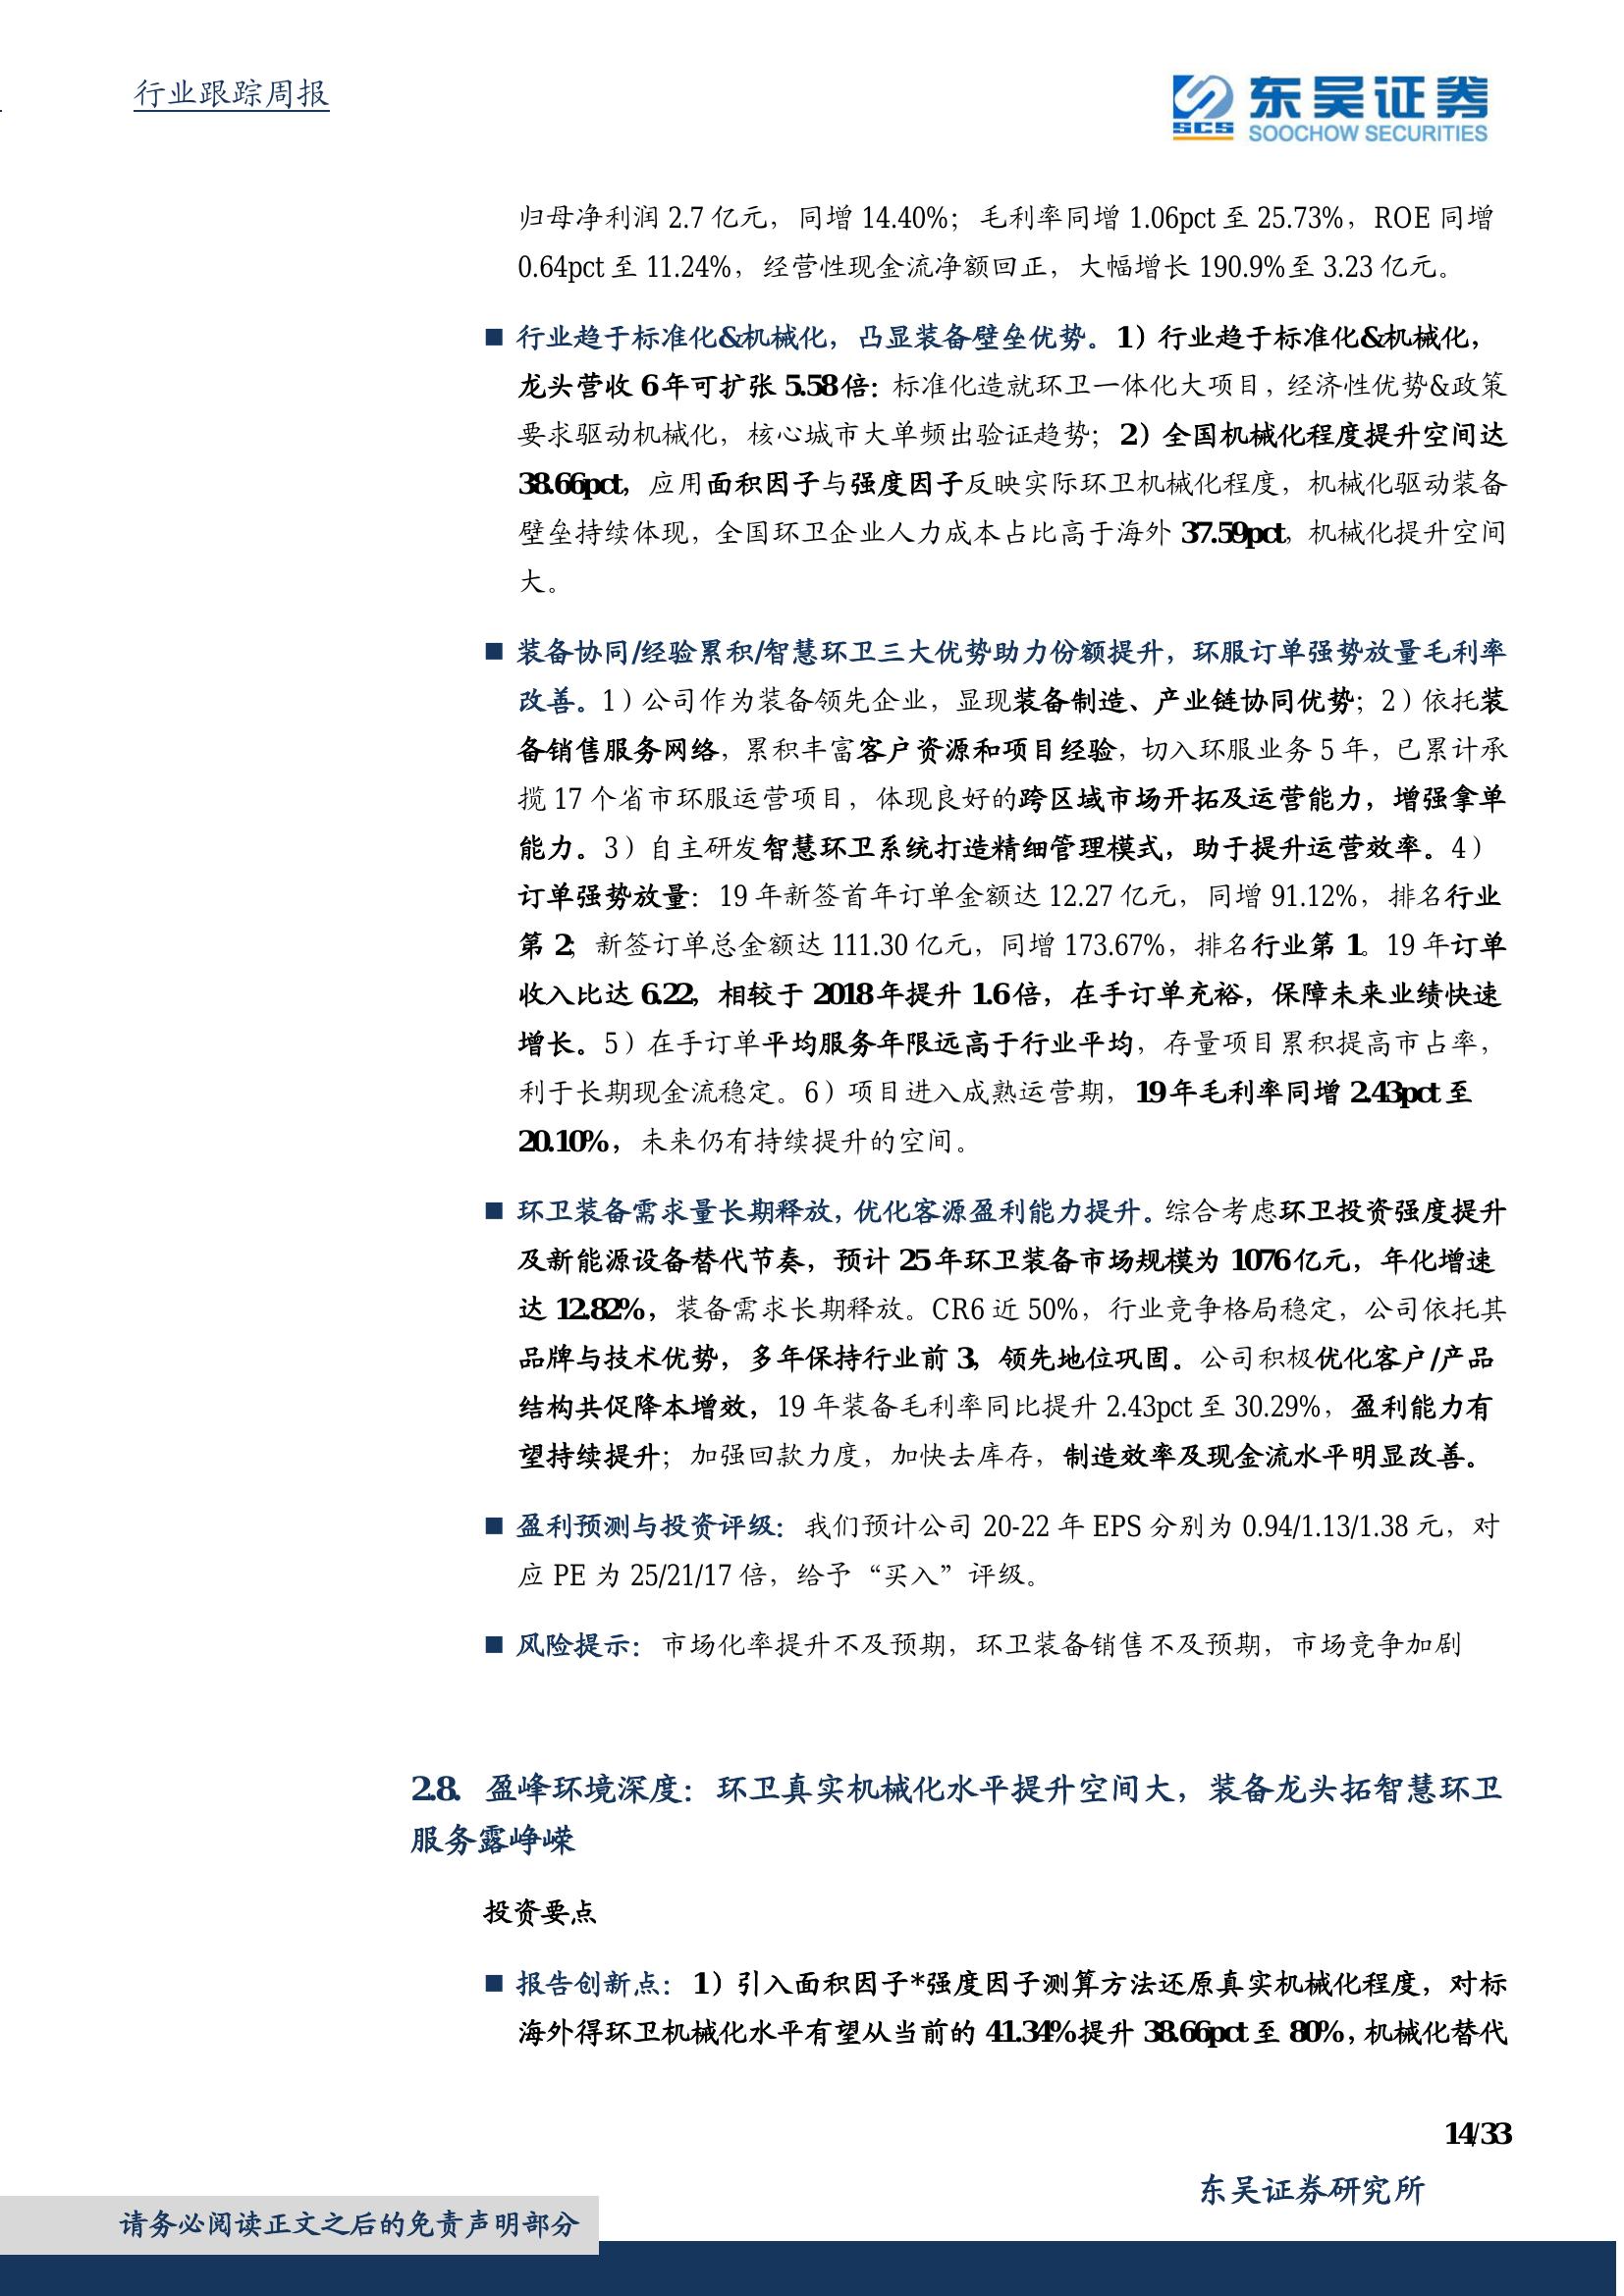 行业跟踪周报
SCS
东吴证券
SOOCHOW SECURITIES
归母净利润 2.7 亿元，同增 14.40%；毛利率同增 1.06pct 至 25.73%，ROE 同增
0.64pct 至 11.24%，经营性现金流净额回正，大幅增长 190.9%至 3.23 亿元。
■ 行业趋于标准化&机械化，凸显装备壁垒优势。1）行业趋于标准化&机械化，
龙头营收 6 年可扩张 5.58 倍：标准化造就环卫一体化大项目，经济性优势&政策
要求驱动机械化，核心城市大单频出验证趋势；2）全国机械化程度提升空间达
38.66pct，应用面积因子与强度因子反映实际环卫机械化程度，机械化驱动装备
壁垒持续体现，全国环卫企业人力成本占比高于海外 37.59pct，机械化提升空间
大。
■ 装备协同/经验累积/智慧环卫三大优势助力份额提升，环服订单强势放量毛利率
改善。1）公司作为装备领先企业，显现装备制造、产业链协同优势；2）依托装
备销售服务网络，累积丰富客户资源和项目经验，切入环服业务 5 年，已累计承
揽 17 个省市环服运营项目，体现良好的跨区域市场开拓及运营能力，增强拿单
能力。3）自主研发智慧环卫系统打造精细管理模式，助于提升运营效率。4）
订单强势放量：19 年新签首年订单金额达 12.27 亿元，同增 91.12%，排名行业
第 2；新签订单总金额达 111.30 亿元，同增 173.67%，排名行业第 1。19 年订单
收入比达 6.22，相较于 2018 年提升 1.6 倍，在手订单充裕，保障未来业绩快速
增长。5）在手订单平均服务年限远高于行业平均，存量项目累积提高市占率，
利于长期现金流稳定。6）项目进入成熟运营期，19 年毛利率同增 2.43pct 至
20.10%，未来仍有持续提升的空间。
■ 环卫装备需求量长期释放，优化客源盈利能力提升。综合考虑环卫投资强度提升
及新能源设备替代节奏，预计 25 年环卫装备市场规模为 1076 亿元，年化增速
达 12.82%，装备需求长期释放。CR6 近 50%，行业竞争格局稳定，公司依托其
品牌与技术优势，多年保持行业前 3，领先地位巩固。公司积极优化客户/产品
结构共促降本增效，19 年装备毛利率同比提升 2.43pct 至 30.29%，盈利能力有
望持续提升；加强回款力度，加快去库存，制造效率及现金流水平明显改善。
■ 盈利预测与投资评级：我们预计公司 20-22 年 EPS 分别为 0.94/1.13/1.38 元，对
应 PE 为 25/21/17 倍，给予“买入”评级。
■ 风险提示：市场化率提升不及预期，环卫装备销售不及预期，市场竞争加剧
2.8. 盈峰环境深度：环卫真实机械化水平提升空间大，装备龙头拓智慧环卫
服务露峥嵘
投资要点
■ 报告创新点：1）引入面积因子*强度因子测算方法还原真实机械化程度，对标
海外得环卫机械化水平有望从当前的 41.34%提升 38.66pct 至 80%，机械化替代
14/33
东吴证券研究所
请务必阅读正文之后的免责声明部分